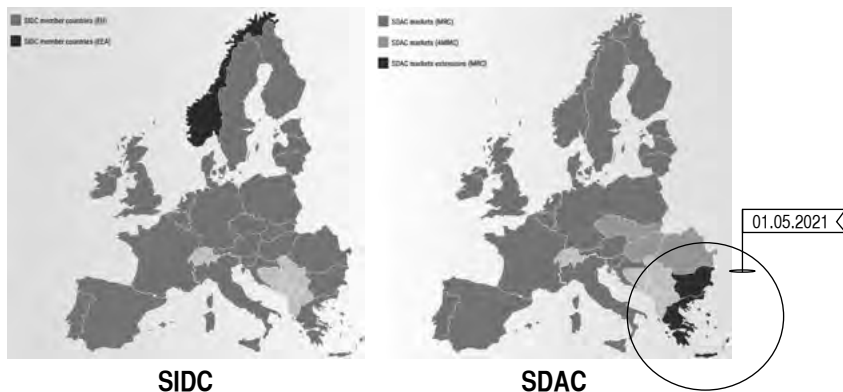 SIDC member countries (EU)
SIDC member countries (EEA)
SDAC markets (MRC)
SDAC markets (4MMC)
SDAC markets extension (MRC)
01.05.2021
SIDC
SDAC